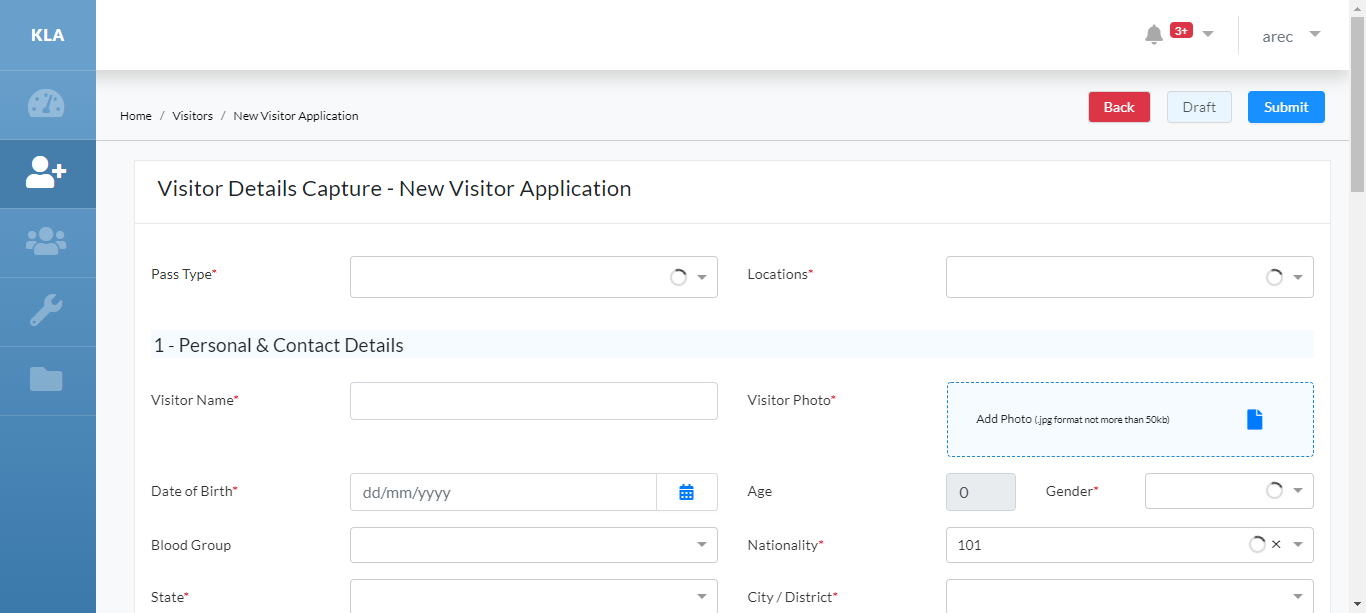 KLA
3+
arec
Home / Visitors / New Visitor Application
Back
Draft
Submit
Visitor Details Capture - New Visitor Application
Pass Type*
Locations*
1 - Personal & Contact Details
Visitor Name*
Visitor Photo*
Add Photo (.jpg format not more than 50kb)
Date of Birth*
dd/mm/yyyy
Age
0
Gender*
Blood Group
Nationality*
101
State*
City / District*